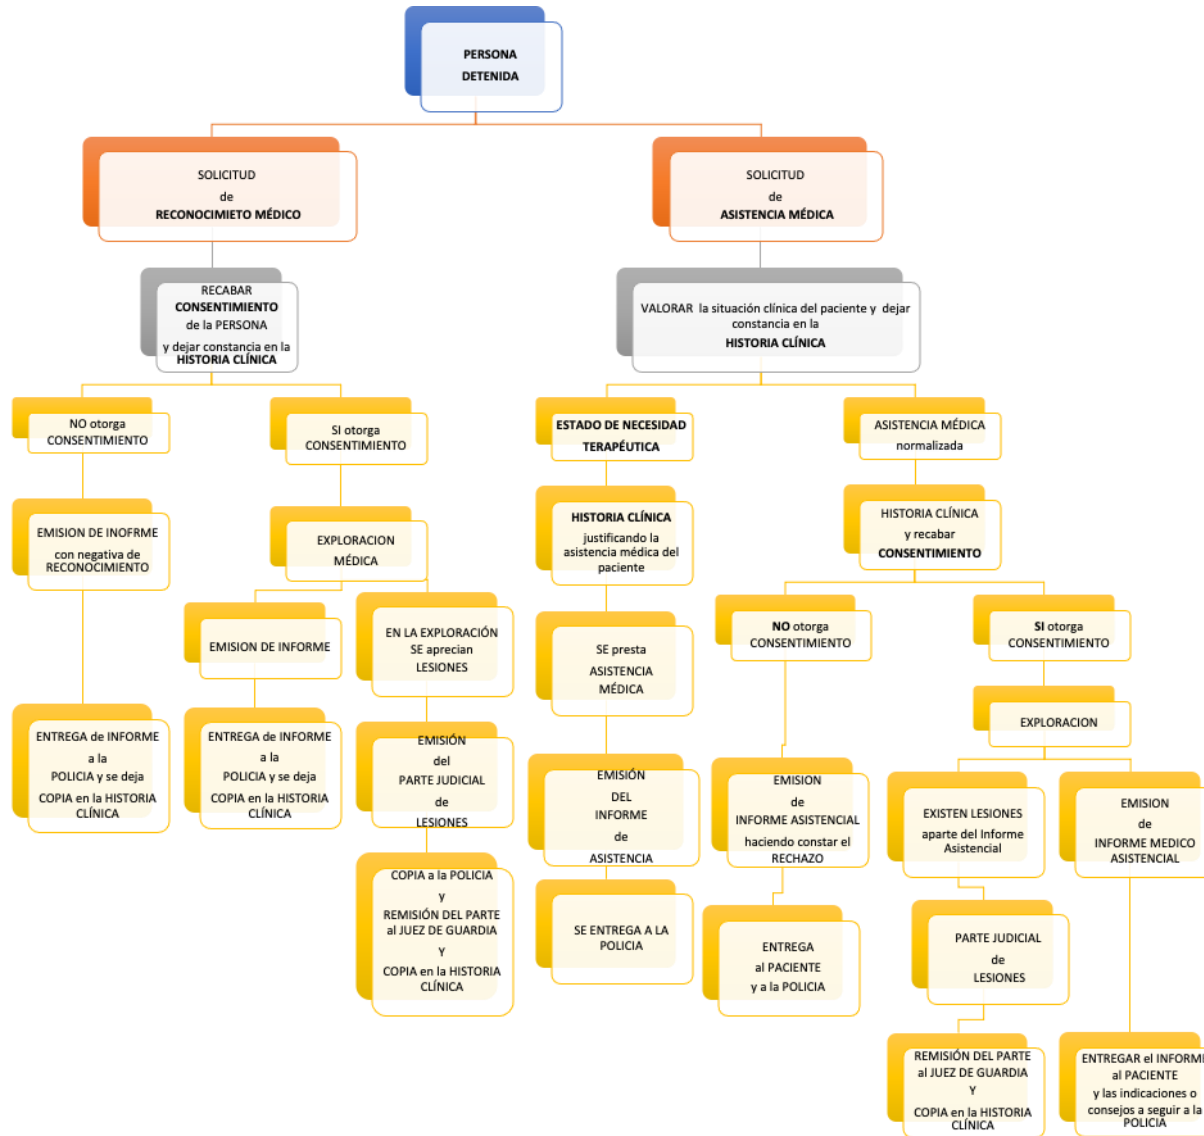 PERSONA
DETENIDA
SOLICITUD
de
RECONOCIMIETO MÉDICO
SOLICITUD
de
ASISTENCIA MÉDICA
RECABAR
CONSENTIMIENTO
de la PERSONA
y dejar constancia en la
HISTORIA CLÍNICA
VALORAR la situación clínica del paciente y dejar
constancia en la
HISTORIA CLÍNICA
NO otorga
CONSENTIMIENTO
SI otorga
CONSENTIMIENTO
ESTADO DE NECESIDAD
TERAPÉUTICA
ASISTENCIA MÉDICA
normalizada
EMISION DE INOFRME
con negativa de
RECONOCIMIENTO
EXPLORACION
MÉDICA
HISTORIA CLÍNICA
justificando la
asistencia médica del
paciente
HISTORIA CLÍNICA
y recabar
CONSENTIMIENTO
EMISION DE INFORME
EN LA EXPLORACIÓN
SE aprecian
LESIONES
SE presta
ASISTENCIA
MÉDICA
NO otorga
CONSENTIMIENTO
SI otorga
CONSENTIMIENTO
EXPLORACION
ENTREGA de INFORME
a la
POLICIA y se deja
COPIA en la HISTORIA
CLÍNICA
ENTREGA de INFORME
a la
POLICIA y se deja
COPIA en la HISTORIA
CLÍNICA
EMISIÓN
del
PARTE JUDICIAL
de
LESIONES
EMISIÓN
DEL
INFORME
de
ASISTENCIA
EMISION
de
INFORME ASISTENCIAL
haciendo constar el
RECHAZO
EXISTEN LESIONES
aparte del Informe
Asistencial
EMISION
de
INFORME MEDICO
ASISTENCIAL
COPIA a la POLICIA
y
REMISIÓN DEL PARTE
al JUEZ DE GUARDIA
Y
COPIA en la HISTORIA
CLÍNICA
SE ENTREGA A LA
POLICIA
ENTREGA
al PACIENTE
y a la POLICIA
PARTE JUDICIAL
de
LESIONES
REMISIÓN DEL PARTE
al JUEZ DE GUARDIA
Y
COPIA en la HISTORIA
CLÍNICA
ENTREGAR el INFORME
al PACIENTE
y las indicaciones o
consejos a seguir a la
POLICIA